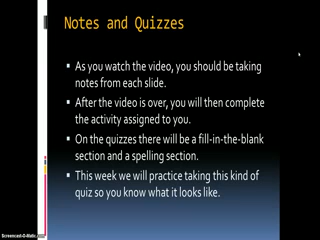 Notes and Quizzes
As you watch the video, you should be taking
notes from each slide.
After the video is over, you will then complete
the activity assigned to you.
On the quizzes there will be a fill-in-the-blank
section and a spelling section.
This week we will practice taking this kind of
quiz so you know what it looks like.
Screencast-O-Matic.com